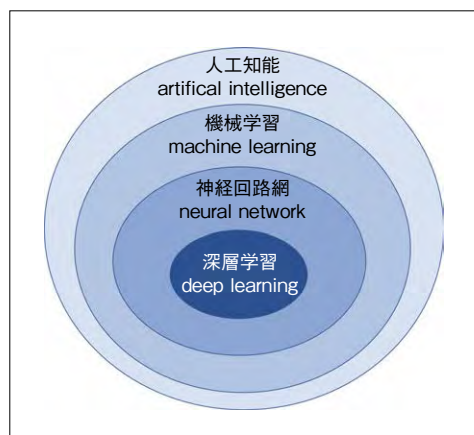 人工知能
artifical intelligence
機械学習
machine learning
神経回路網
neural network
深層学習
deep learning